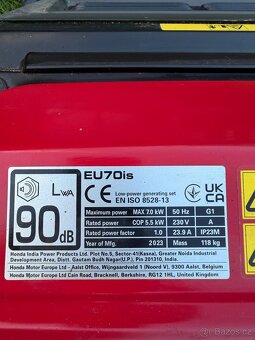 EU70is
LWA
90
dB
CE
Low-power generating set
EN ISO 8528-13
UK
CA
Maximum power MAX 7.0 kW 50 Hz G1
Rated power COP 5.5 kW 230 V A
Rated power factor 1.0 23.9 A IP23M
Year of manufacture 2023 Mass 118 kg
Honda India Power Products Ltd. Plot No.5, Sector-41(Kasna), Greater Noida Industrial
Development Area, Distt. Gautam Budh Nagar (U.P.) Pin 201310, India.
Honda Motor Europe Ltd - Aalst Office, Wijngaardveld 1 (Noord V), 9300 Aalst, Belgium
Honda Motor Europe Ltd Cain Road, Bracknell, Berkshire, RG12 1HL, United Kingdom